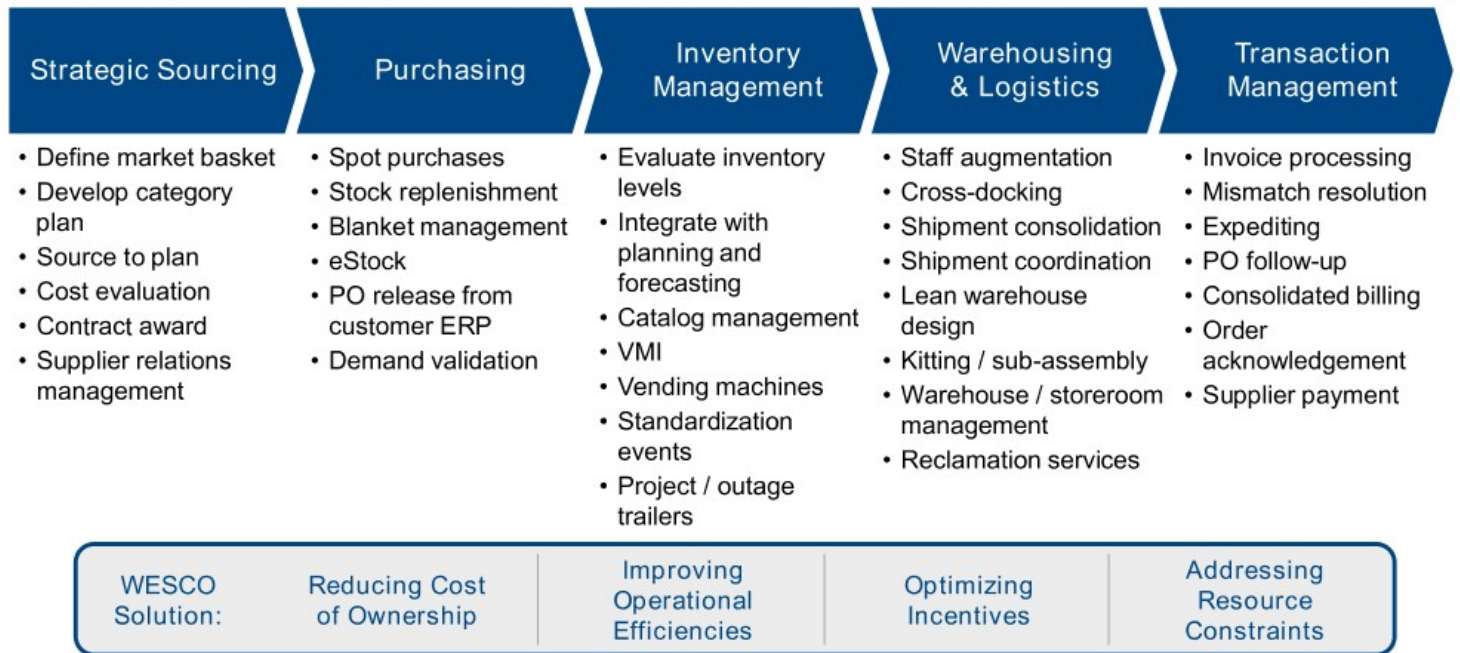 Strategic Sourcing
Purchasing
Inventory
Management
Warehousing
& Logistics
Transaction
Management
• Define market basket
• Develop category
plan
• Source to plan
• Cost evaluation
• Contract award
• Supplier relations
management
• Spot purchases
• Stock replenishment
• Blanket management
• eStock
• PO release from
customer ERP
• Demand validation
• Evaluate inventory
levels
• Integrate with
planning and
forecasting
• Catalog management
• VMI
• Vending machines
• Standardization
events
• Project / outage
trailers
• Staff augmentation
• Cross-docking
• Shipment consolidation
• Shipment coordination
• Lean warehouse
design
• Kitting / sub-assembly
• Warehouse / storeroom
management
• Reclamation services
• Invoice processing
• Mismatch resolution
• Expediting
• PO follow-up
• Consolidated billing
• Order
acknowledgement
• Supplier payment
WESCO
Solution:
Reducing Cost
of Ownership
Improving
Operational
Efficiencies
Optimizing
Incentives
Addressing
Resource
Constraints